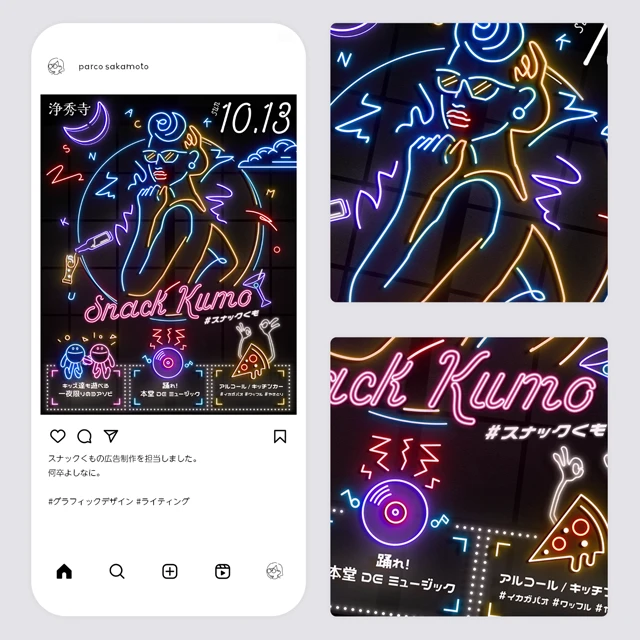 parco sakamoto
浄秀寺
SUN
10.13
S N A C K
K U M O
Snack Kumo
#スナックくも
キッズ達も遊べる
一夜限りの
踊れ!
本堂 DE ミュージック
アルコール / キッチンカー
#イカガパオ #ワッフル
スナックくもの広告制作を担当しました。
何卒よしなに。
#グラフィックデザイン #ライティング
10.13
ack Kumo
#スナックくも
踊れ!
本堂 DE ミュージック
アルコール / キッチン
#イカガパオ #ワッフル